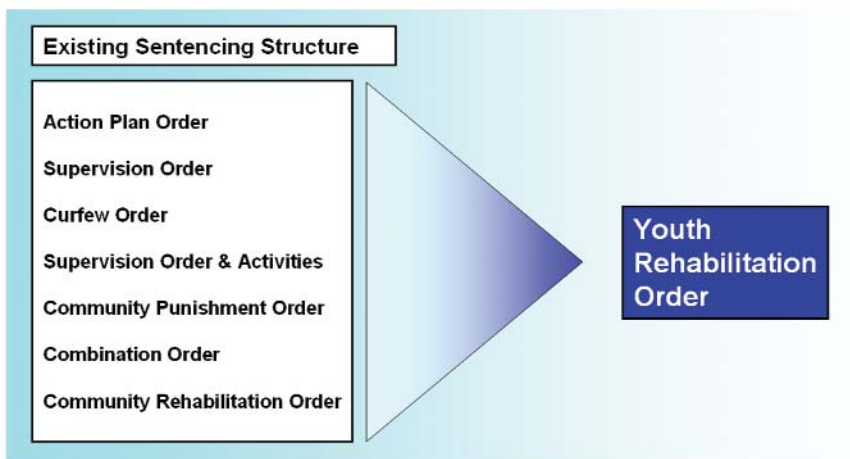 Existing Sentencing Structure
Action Plan Order
Supervision Order
Curfew Order
Supervision Order & Activities
Community Punishment Order
Combination Order
Community Rehabilitation Order
Youth
Rehabilitation
Order